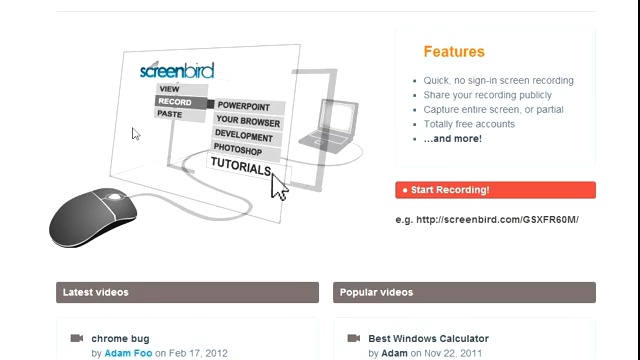 screenbird
VIEW
RECORD
PASTE
POWERPOINT
YOUR BROWSER
DEVELOPMENT
PHOTOSHOP
TUTORIALS
Features
Quick, no sign-in screen recording
Share your recording publicly
Capture entire screen, or partial
Totally free accounts
...and more!
● Start Recording!
e.g. http://screenbird.com/GSXFR60M/
Latest videos
chrome bug
by Adam Foo on Feb 17, 2012
Popular videos
Best Windows Calculator
by Adam on Nov 22, 2011